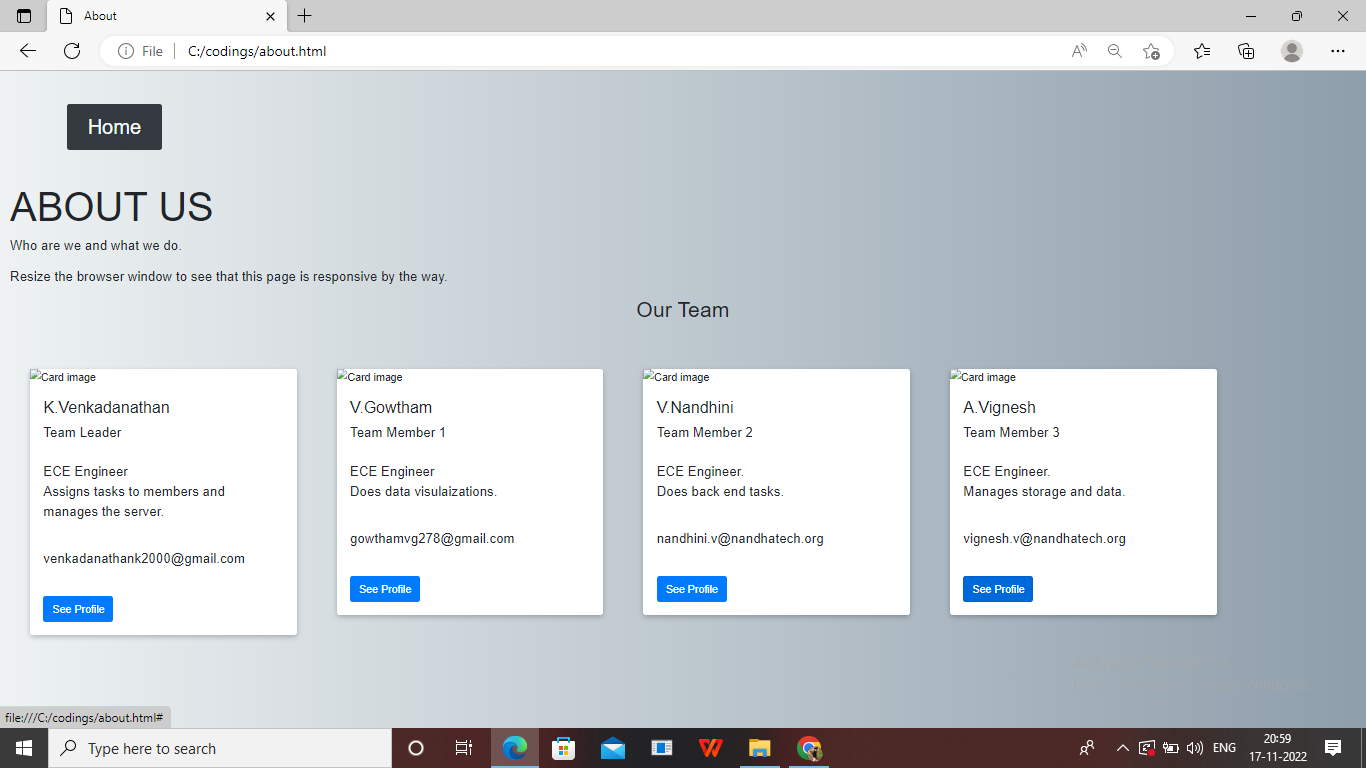 About
File
C:/codings/about.html
Home
ABOUT US
Who are we and what we do.
Resize the browser window to see that this page is responsive by the way.
Our Team
Card image
K.Venkadanathan
Team Leader
ECE Engineer
Assigns tasks to members and
manages the server.
venkadanathank2000@gmail.com
See Profile
Card image
V.Gowtham
Team Member 1
ECE Engineer
Does data visulaizations.
gowthamvg278@gmail.com
See Profile
Card image
V.Nandhini
Team Member 2
ECE Engineer.
Does back end tasks.
nandhini.v@nandhatech.org
See Profile
Card image
A.Vignesh
Team Member 3
ECE Engineer.
Manages storage and data.
vignesh.v@nandhatech.org
See Profile
file:///C:/codings/about.html#
Type here to search
ENG
20:59
17-11-2022